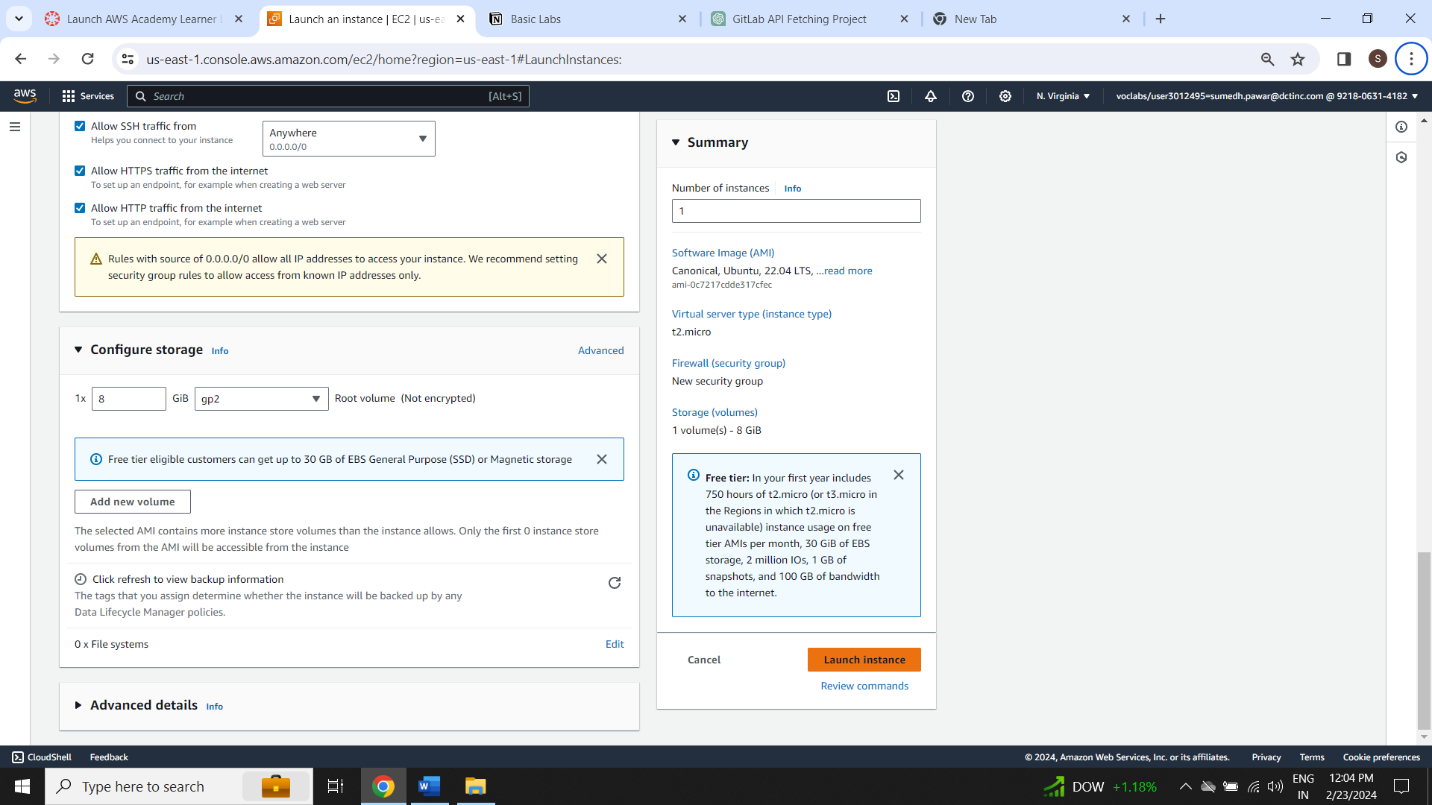 Launch AWS Academy Learner
Launch an instance | EC2 | us-ea
Basic Labs
GitLab API Fetching Project
New Tab
us-east-1.console.aws.amazon.com/ec2/home?region=us-east-1#LaunchInstances:
S
aws
Services
Search
[Alt+S]
N. Virginia
voclabs/user3012495=sumedh.pawar@dctinc.com @ 9218-0631-4182
Allow SSH traffic from
Helps you connect to your instance
Anywhere
0.0.0.0/0
Allow HTTPS traffic from the internet
To set up an endpoint, for example when creating a web server
Allow HTTP traffic from the internet
To set up an endpoint, for example when creating a web server
Rules with source of 0.0.0.0/0 allow all IP addresses to access your instance. We recommend setting
security group rules to allow access from known IP addresses only.
Configure storage Info
Advanced
1x 8 GiB gp2 Root volume (Not encrypted)
Free tier eligible customers can get up to 30 GB of EBS General Purpose (SSD) or Magnetic storage
Add new volume
The selected AMI contains more instance store volumes than the instance allows. Only the first 0 instance store
volumes from the AMI will be accessible from the instance
Click refresh to view backup information
The tags that you assign determine whether the instance will be backed up by any
Data Lifecycle Manager policies.
0 x File systems
Edit
Advanced details Info
Summary
Number of instances Info
1
Software Image (AMI)
Canonical, Ubuntu, 22.04 LTS, ...read more
ami-0c7217cdde317cfec
Virtual server type (instance type)
t2.micro
Firewall (security group)
New security group
Storage (volumes)
1 volume(s) - 8 GiB
Free tier: In your first year includes
750 hours of t2.micro (or t3.micro in
the Regions in which t2.micro is
unavailable) instance usage on free
tier AMIs per month, 30 GiB of EBS
storage, 2 million IOs, 1 GB of
snapshots, and 100 GB of bandwidth
to the internet.
Cancel
Launch instance
Review commands
CloudShell
Feedback
© 2024, Amazon Web Services, Inc. or its affiliates.
Privacy
Terms
Cookie preferences
Type here to search
DOW +1.18%
ENG
IN
12:04 PM
2/23/2024